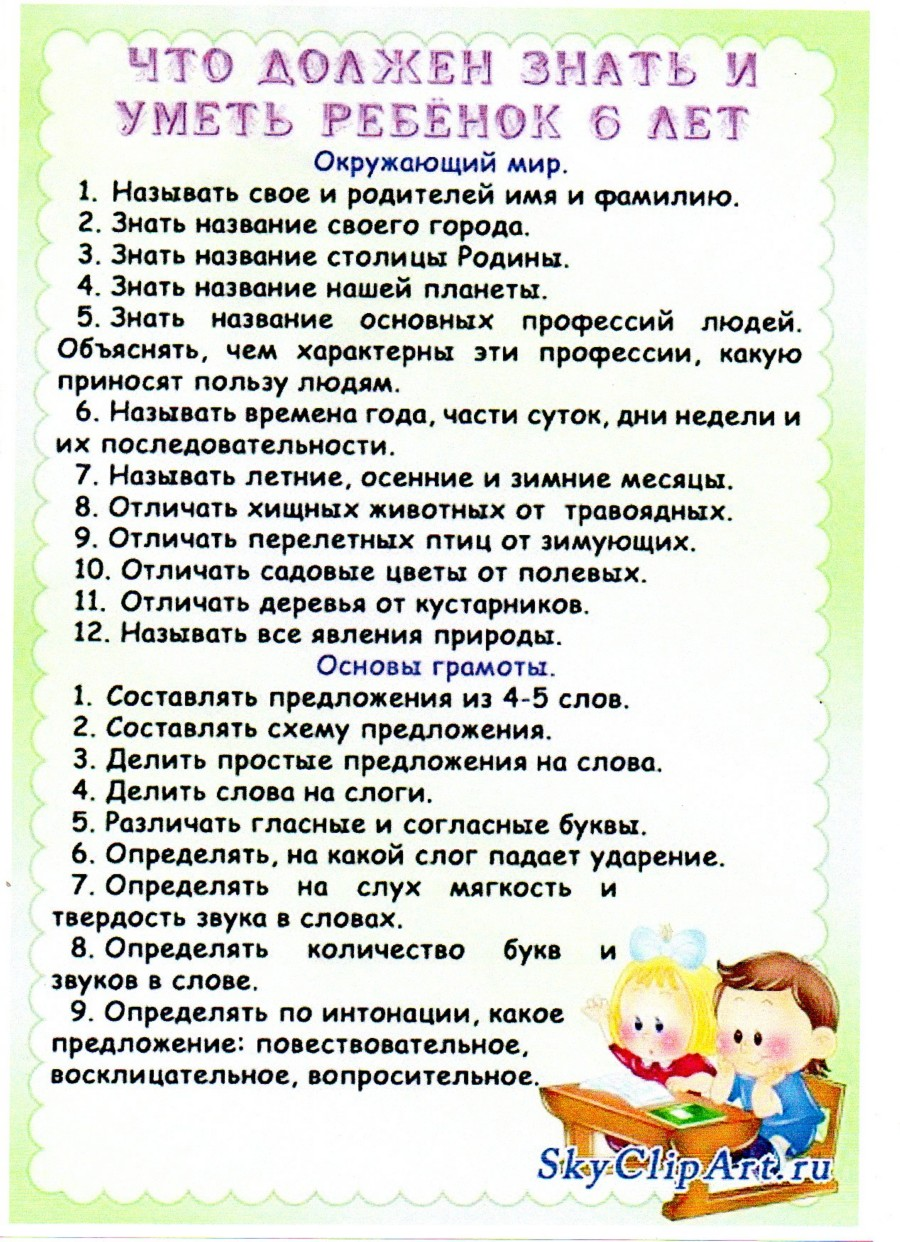 ЧТО ДОЛЖЕН ЗНАТЬ И
УМЕТЬ РЕБЁНОК 6 ЛЕТ
Окружающий мир.
1. Называть свое и родителей имя и фамилию.
2. Знать название своего города.
3. Знать название столицы Родины.
4. Знать название нашей планеты.
5. Знать название основных профессий людей.
Объяснять, чем характерны эти профессии, какую
приносят пользу людям.
6. Называть времена года, части суток, дни недели и
их последовательности.
7. Называть летние, осенние и зимние месяцы.
8. Отличать хищных животных от травоядных.
9. Отличать перелетных птиц от зимующих.
10. Отличать садовые цветы от полевых.
11. Отличать деревья от кустарников.
12. Называть все явления природы.
Основы грамоты.
1. Составлять предложения из 4-5 слов.
2. Составлять схему предложения.
3. Делить простые предложения на слова.
4. Делить слова на слоги.
5. Различать гласные и согласные буквы.
6. Определять, на какой слог падает ударение.
7. Определять на слух мягкость и
твердость звука в словах.
8. Определять количество букв и
звуков в слове.
9. Определять по интонации, какое
предложение: повествовательное,
восклицательное, вопросительное.
SkyClipArt.ru